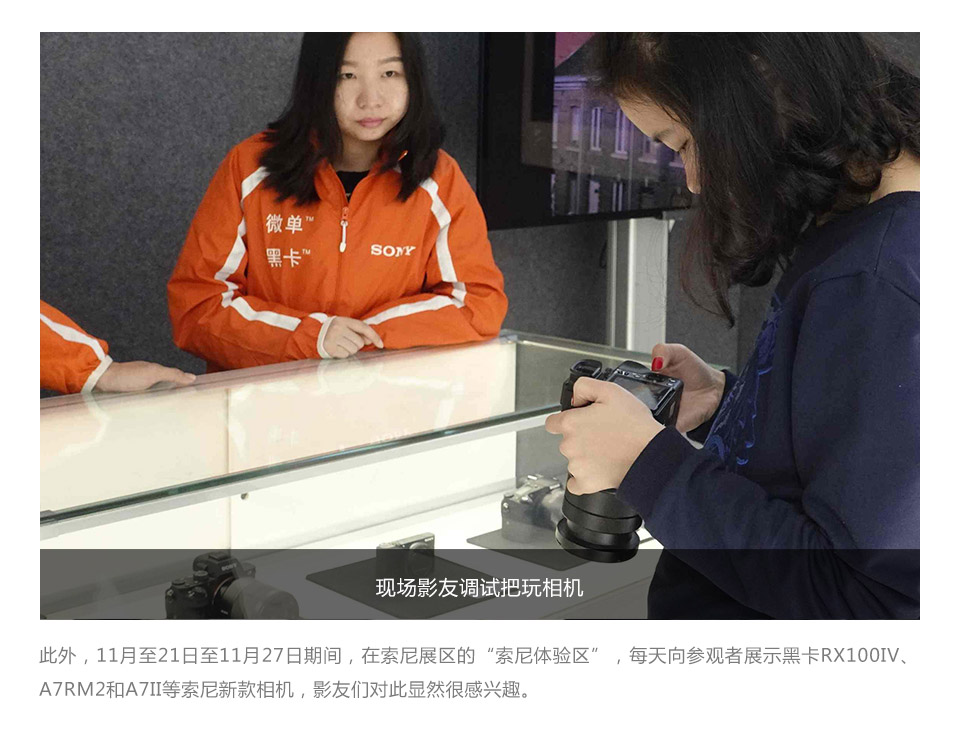 微单™
黑卡™
SONY
现场影友调试把玩相机
此外，11月至21日至11月27日期间，在索尼展区的“索尼体验区”，每天向参观者展示黑卡RX100IV、
A7RM2和A7II等索尼新款相机，影友们对此显然很感兴趣。